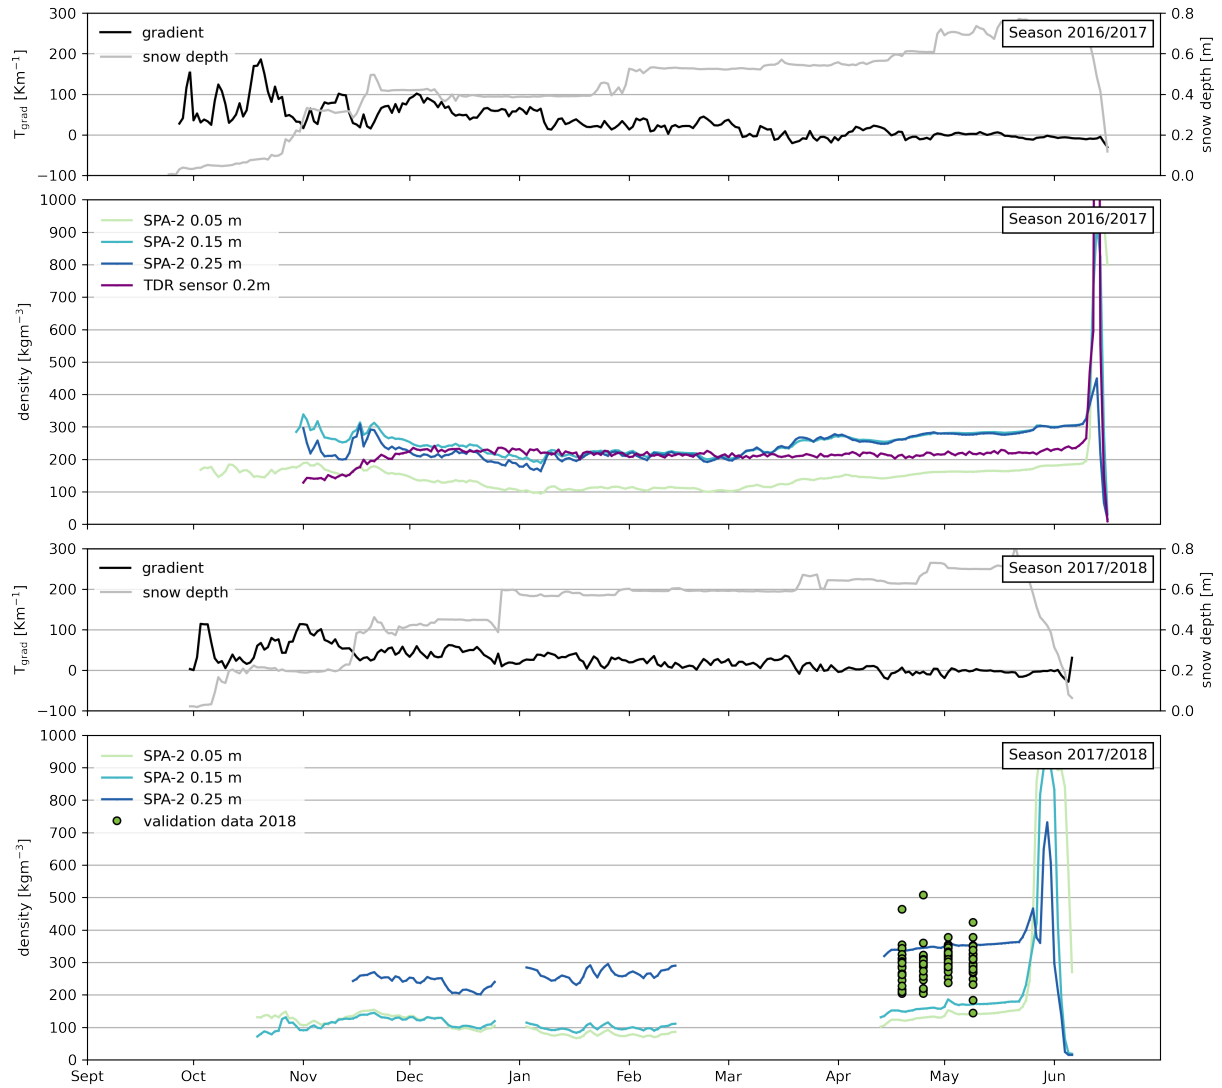 300
200
100
0
−100
T_grad [Km⁻¹]
gradient
snow depth
Season 2016/2017
0.8
0.6
0.4
0.2
0.0
snow depth [m]
1000
900
800
700
600
500
400
300
200
100
0
density [kgm⁻³]
SPA-2 0.05 m
SPA-2 0.15 m
SPA-2 0.25 m
TDR sensor 0.2m
Season 2016/2017
300
200
100
0
−100
T_grad [Km⁻¹]
gradient
snow depth
Season 2017/2018
0.8
0.6
0.4
0.2
0.0
snow depth [m]
900
800
700
600
500
400
300
200
100
0
density [kgm⁻³]
SPA-2 0.05 m
SPA-2 0.15 m
SPA-2 0.25 m
validation data 2018
Season 2017/2018
1000
Sept Oct Nov Dec Jan Feb Mar Apr May Jun